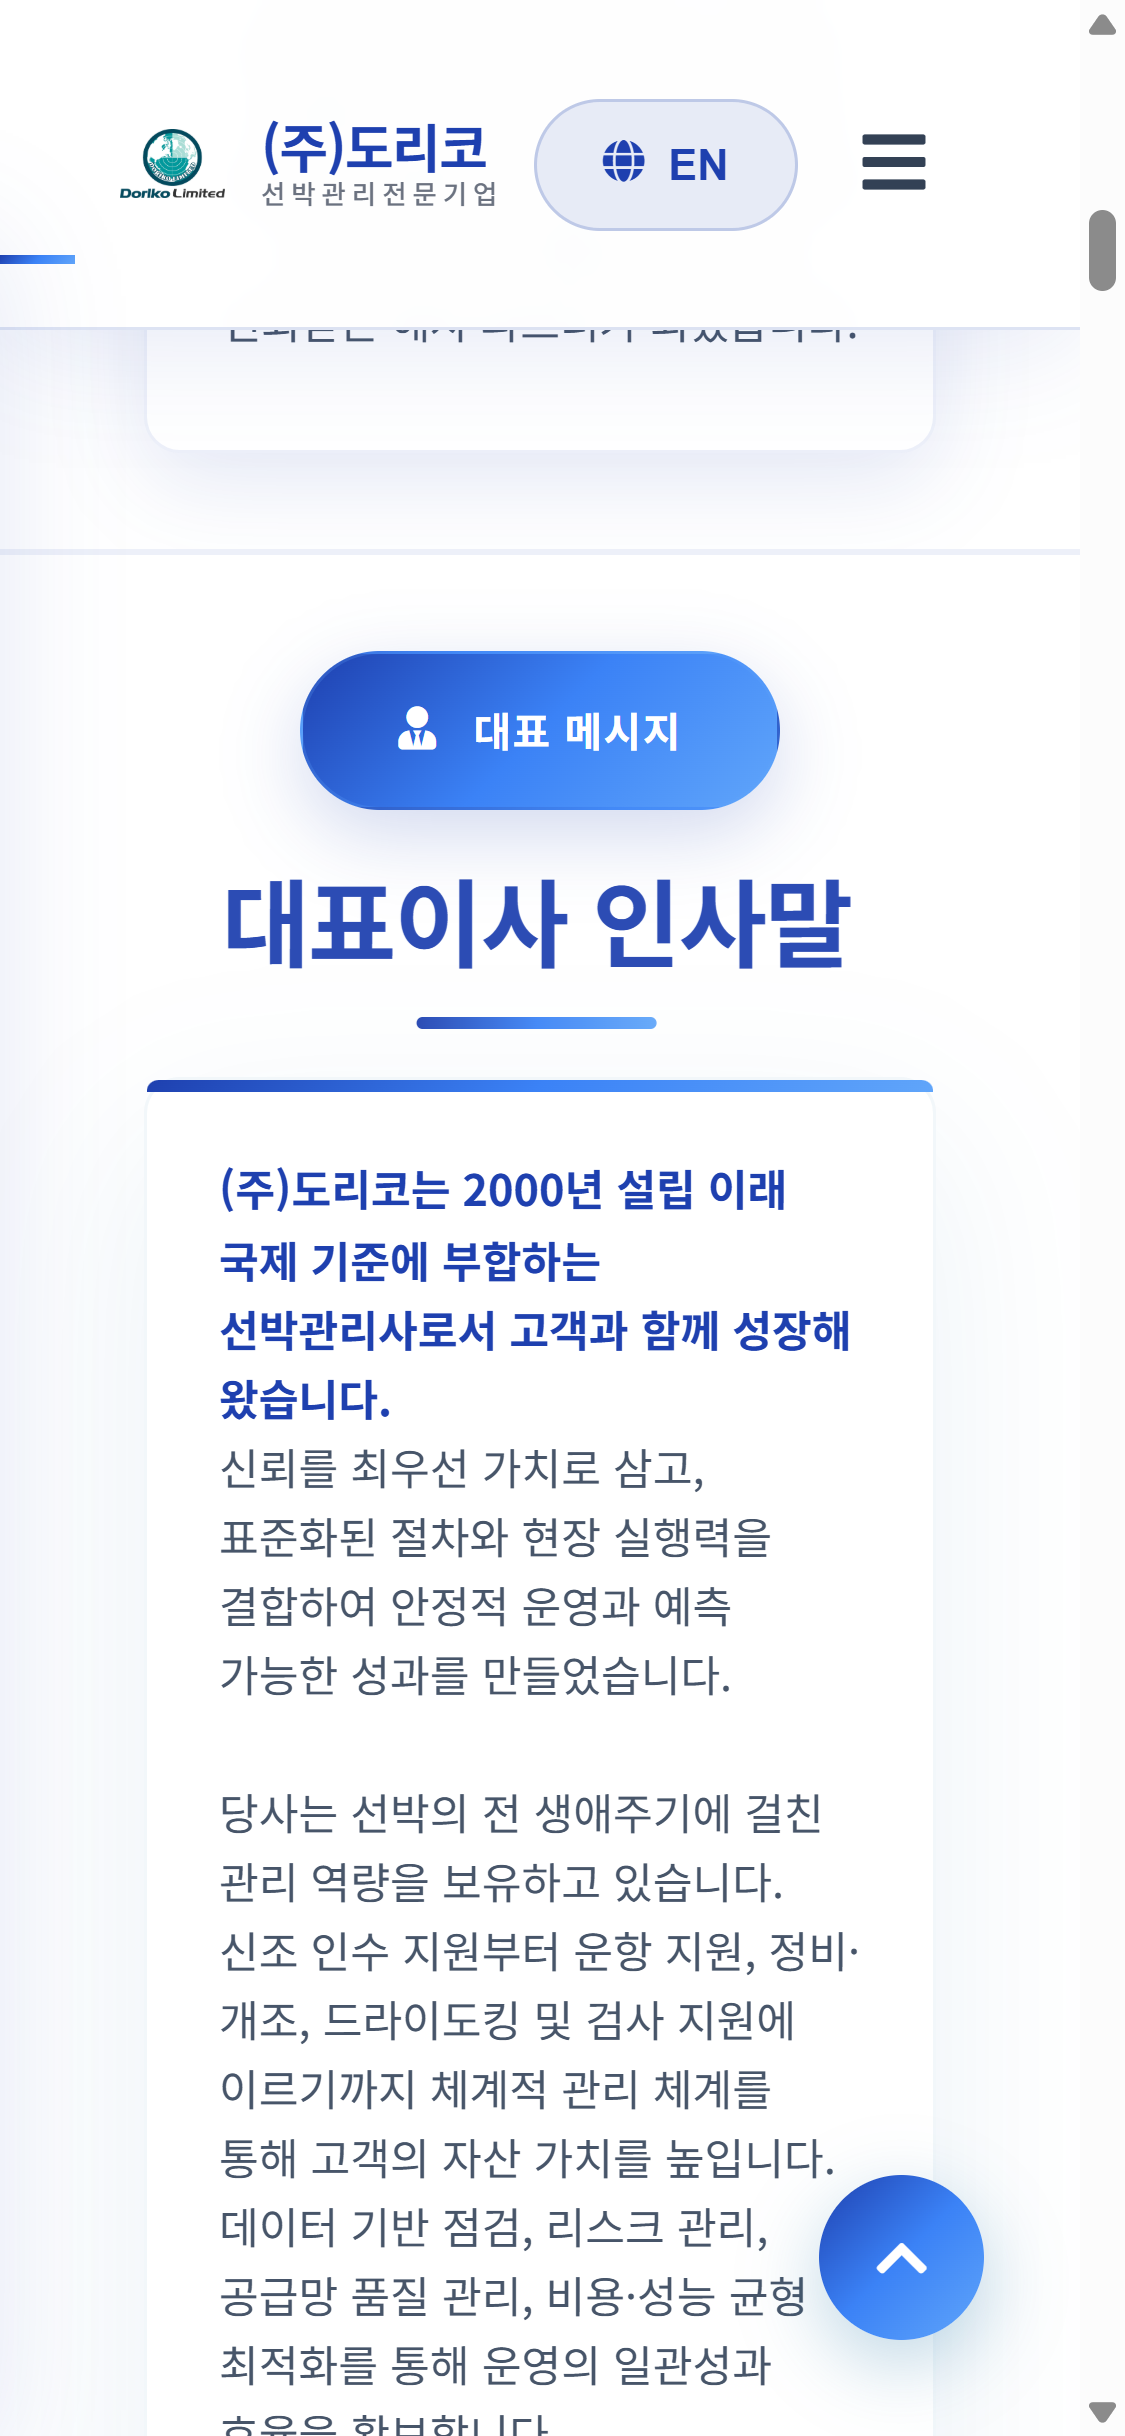 Doriko Limited
(주)도리코
선박관리전문기업
EN
대표 메시지
대표이사 인사말
(주)도리코는 2000년 설립 이래
국제 기준에 부합하는
선박관리사로서 고객과 함께 성장해
왔습니다.
신뢰를 최우선 가치로 삼고,
표준화된 절차와 현장 실행력을
결합하여 안정적 운영과 예측
가능한 성과를 만들었습니다.
당사는 선박의 전 생애주기에 걸친
관리 역량을 보유하고 있습니다.
신조 인수 지원부터 운항 지원, 정비·
개조, 드라이도킹 및 검사 지원에
이르기까지 체계적 관리 체계를
통해 고객의 자산 가치를 높입니다.
데이터 기반 점검, 리스크 관리,
공급망 품질 관리, 비용·성능 균형
최적화를 통해 운영의 일관성과